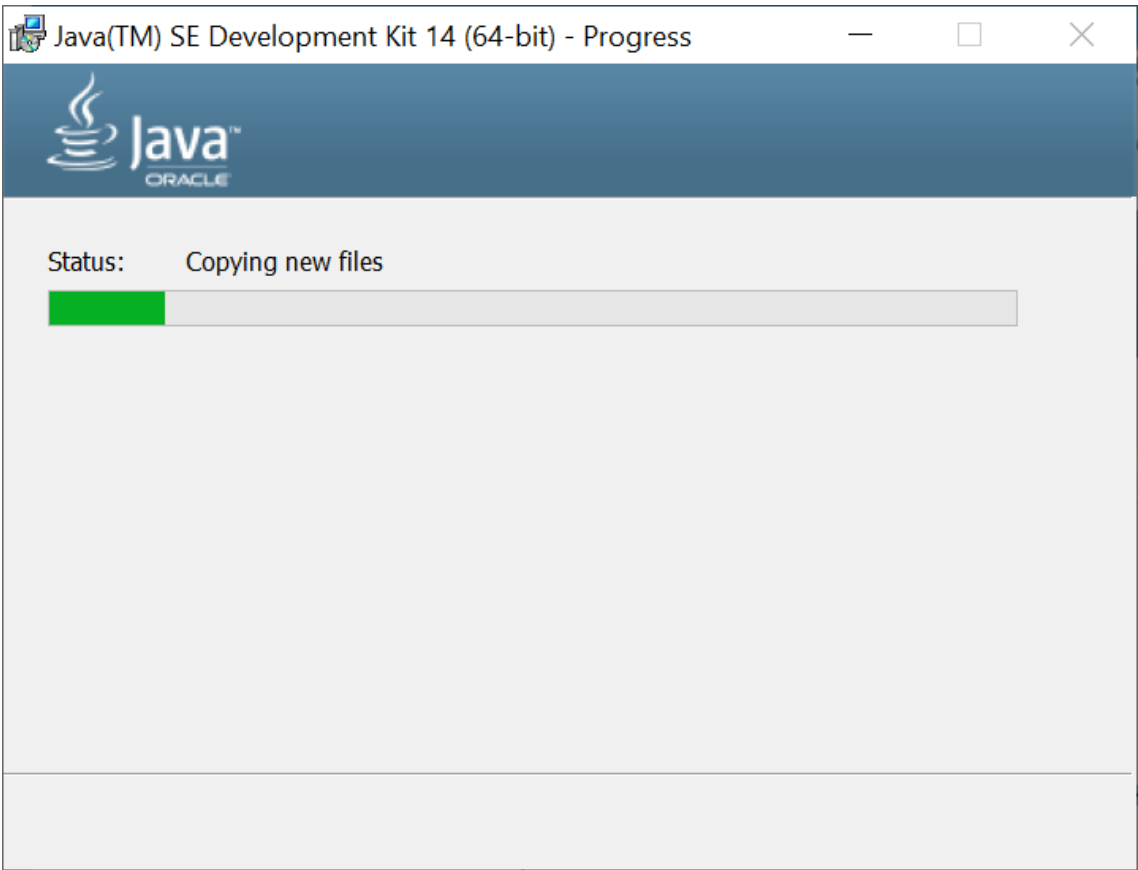 Java(TM) SE Development Kit 14 (64-bit) - Progress
Java™
ORACLE
Status: Copying new files